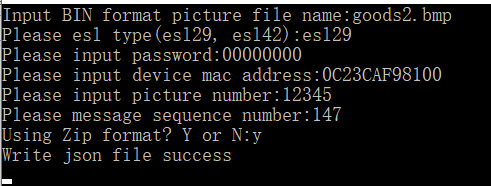 Input BIN format picture file name:goods2.bmp
Please esl type(esl29, esl42):esl29
Please input password:00000000
Please input device mac address:0C23CAF98100
Please input picture number:12345
Please message sequence number:147
Using Zip format? Y or N:y
Write json file success